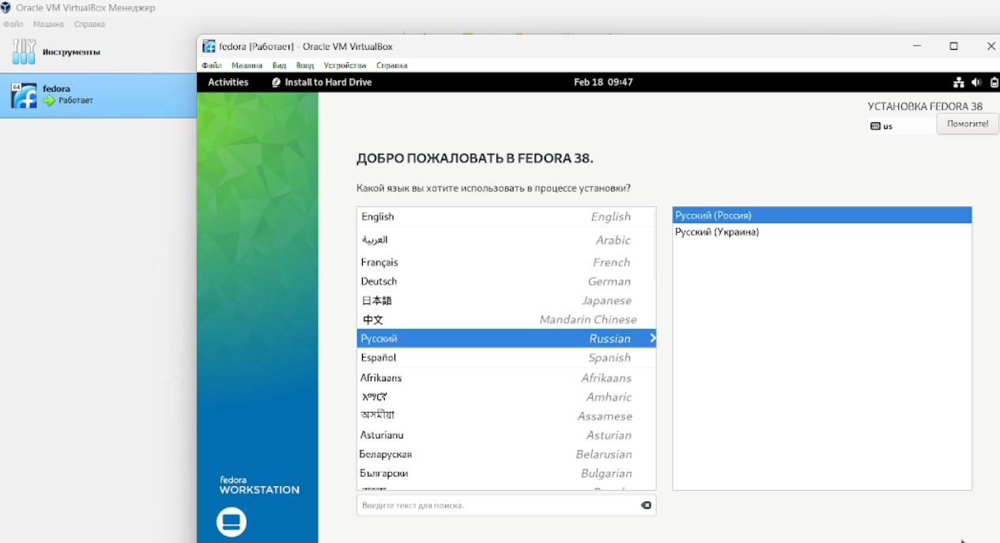 Oracle VM VirtualBox Менеджер
Файл Машина Справка
Инструменты
64
fedora
Работает
fedora [Работает] - Oracle VM VirtualBox
Файл Машина Вид Ввод Устройства Справка
Activities Install to Hard Drive Feb 18 09:47
УСТАНОВКА FEDORA 38
us Помогите!
ДОБРО ПОЖАЛОВАТЬ В FEDORA 38.
Какой язык вы хотите использовать в процессе установки?
English English
العربية Arabic
Français French
Deutsch German
日本語 Japanese
中文 Mandarin Chinese
Русский Russian
Español Spanish
Afrikaans Afrikaans
አማርኛ Amharic
অসমীয়া Assamese
Asturianu Asturian
Беларуская Belarusian
Български Bulgarian
Русский (Россия)
Русский (Украина)
Введите текст для поиска.
fedora
WORKSTATION